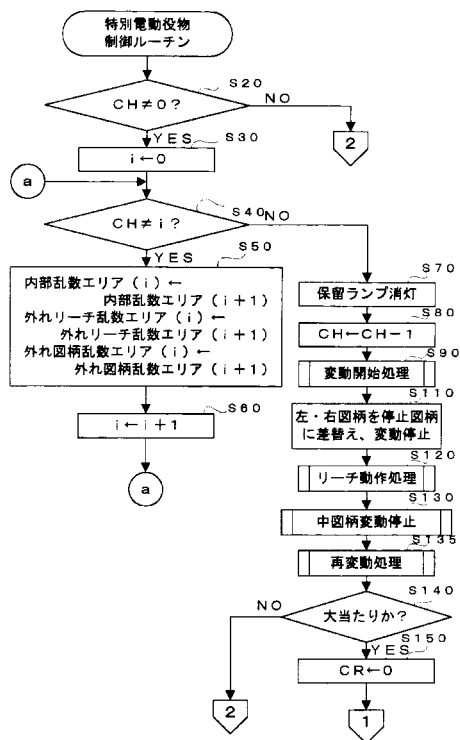 特別電動役物
制御ルーチン
S20
CH≠0?
NO
2
YES
S30
i←0
a
S40
CH≠i?
NO
YES
S50
内部乱数エリア(i)←
内部乱数エリア(i+1)
外れリーチ乱数エリア(i)←
外れリーチ乱数エリア(i+1)
外れ図柄乱数エリア(i)←
外れ図柄乱数エリア(i+1)
S60
i←i+1
a
S70
保留ランプ消灯
S80
CH←CH-1
S90
変動開始処理
S110
左・右図柄を停止図柄
に差替え、変動停止
S120
リーチ動作処理
S130
中図柄変動停止
S135
再変動処理
S140
大当たりか?
NO
2
YES
S150
CR←0
1